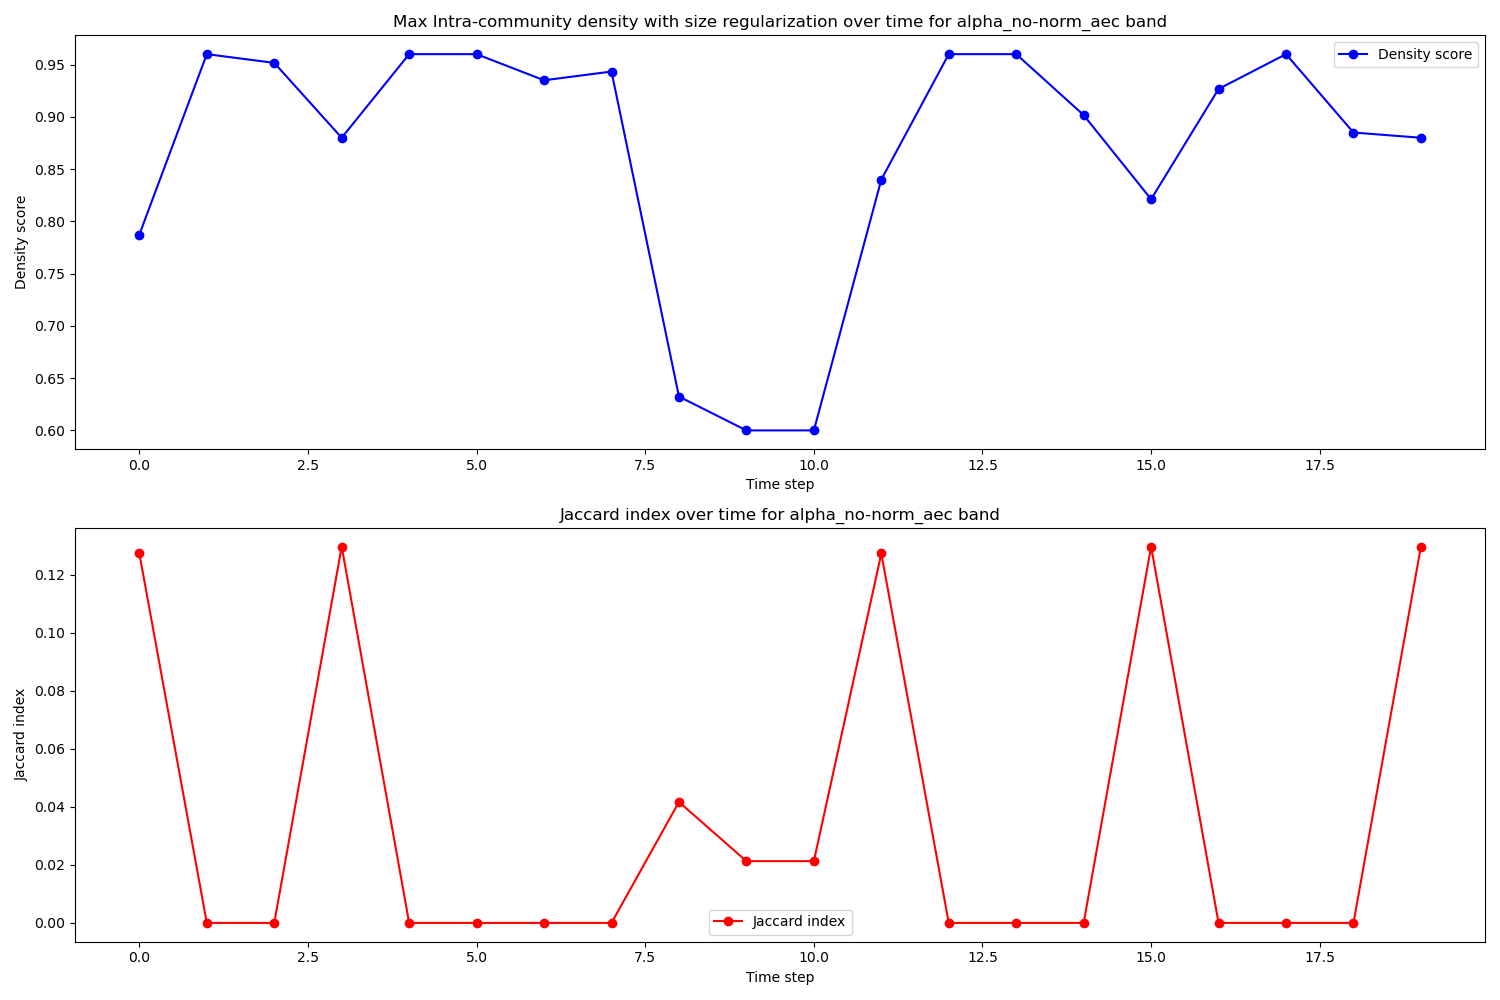 Max Intra-community density with size regularization over time for alpha_no-norm_aec band
Density score
0.95
0.90
0.85
0.80
0.75
0.70
0.65
0.60
Density score
0.0 2.5 5.0 7.5 10.0 12.5 15.0 17.5
Time step
Jaccard index over time for alpha_no-norm_aec band
0.12
0.10
0.08
0.06
0.04
0.02
0.00
Jaccard index
Jaccard index
0.0 2.5 5.0 7.5 10.0 12.5 15.0 17.5
Time step